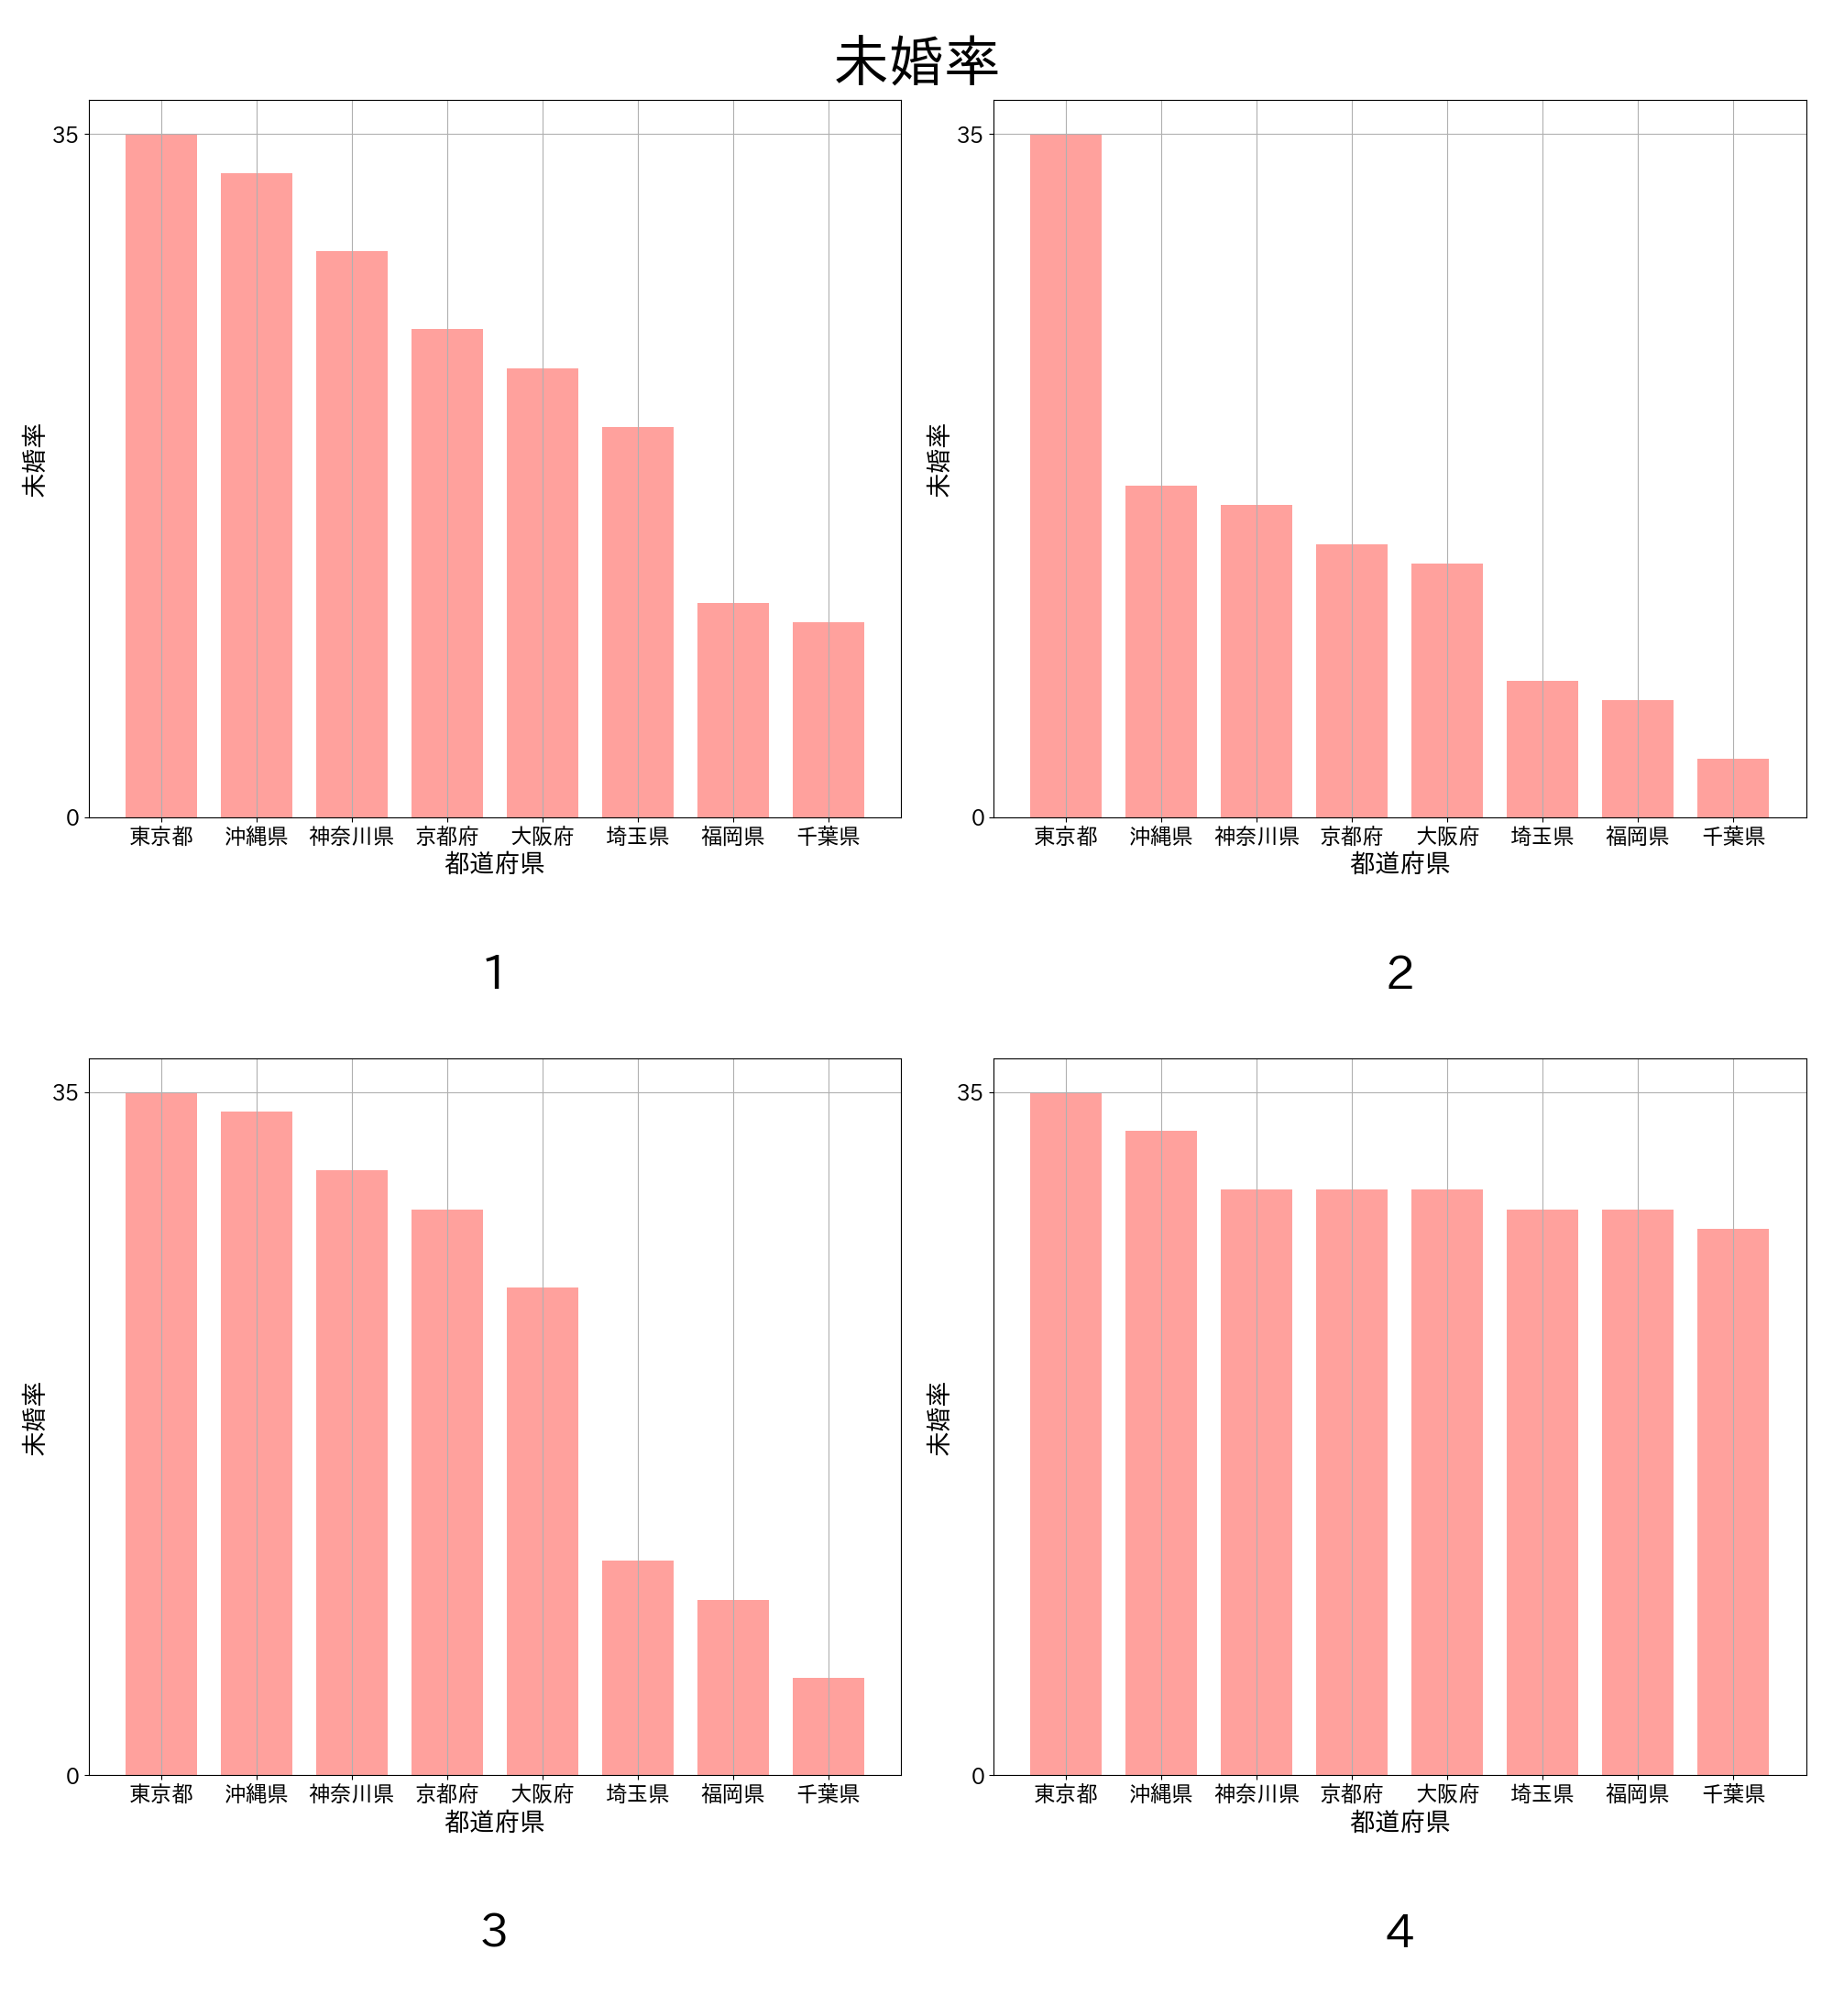 未婚率
35
0
未婚率
東京都 沖縄県 神奈川県 京都府 大阪府 埼玉県 福岡県 千葉県
都道府県
1
35
0
未婚率
東京都 沖縄県 神奈川県 京都府 大阪府 埼玉県 福岡県 千葉県
都道府県
2
35
0
未婚率
東京都 沖縄県 神奈川県 京都府 大阪府 埼玉県 福岡県 千葉県
都道府県
3
35
0
未婚率
東京都 沖縄県 神奈川県 京都府 大阪府 埼玉県 福岡県 千葉県
都道府県
4